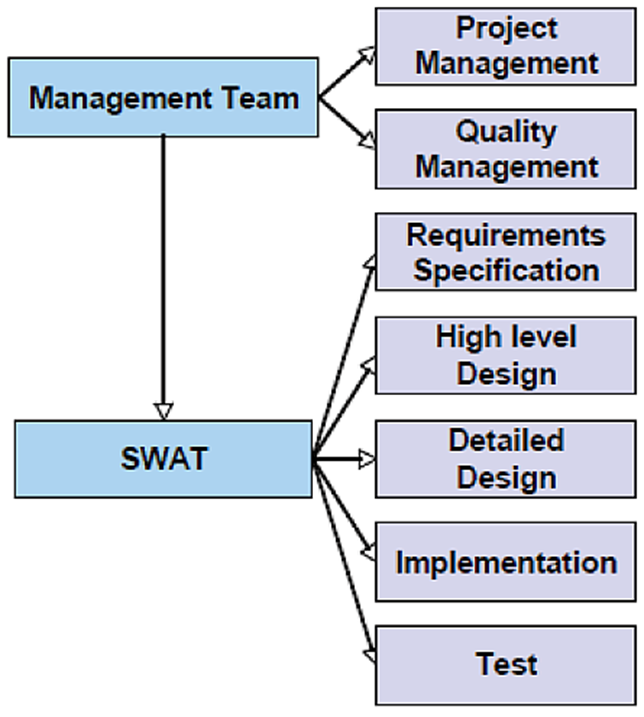 Project
Management
Management Team
Quality
Management
Requirements
Specification
High level
Design
SWAT
Detailed
Design
Implementation
Test